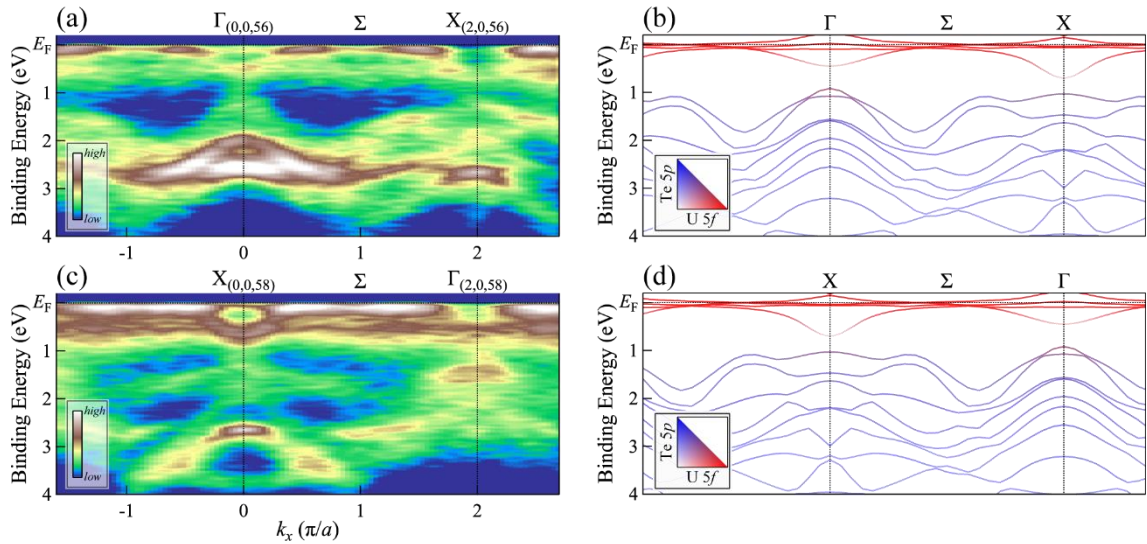 (a)
Γ(0,0,56) Σ X(2,0,56)
EF
1
2
3
4
Binding Energy (eV)
high
low
-1 0 1 2
(b)
Γ Σ X
EF
1
2
3
4
Binding Energy (eV)
Te 5p
U 5f
(c)
X(0,0,58) Σ Γ(2,0,58)
EF
1
2
3
4
Binding Energy (eV)
high
low
-1 0 1 2
kx (π/a)
(d)
X Σ Γ
EF
1
2
3
4
Binding Energy (eV)
Te 5p
U 5f